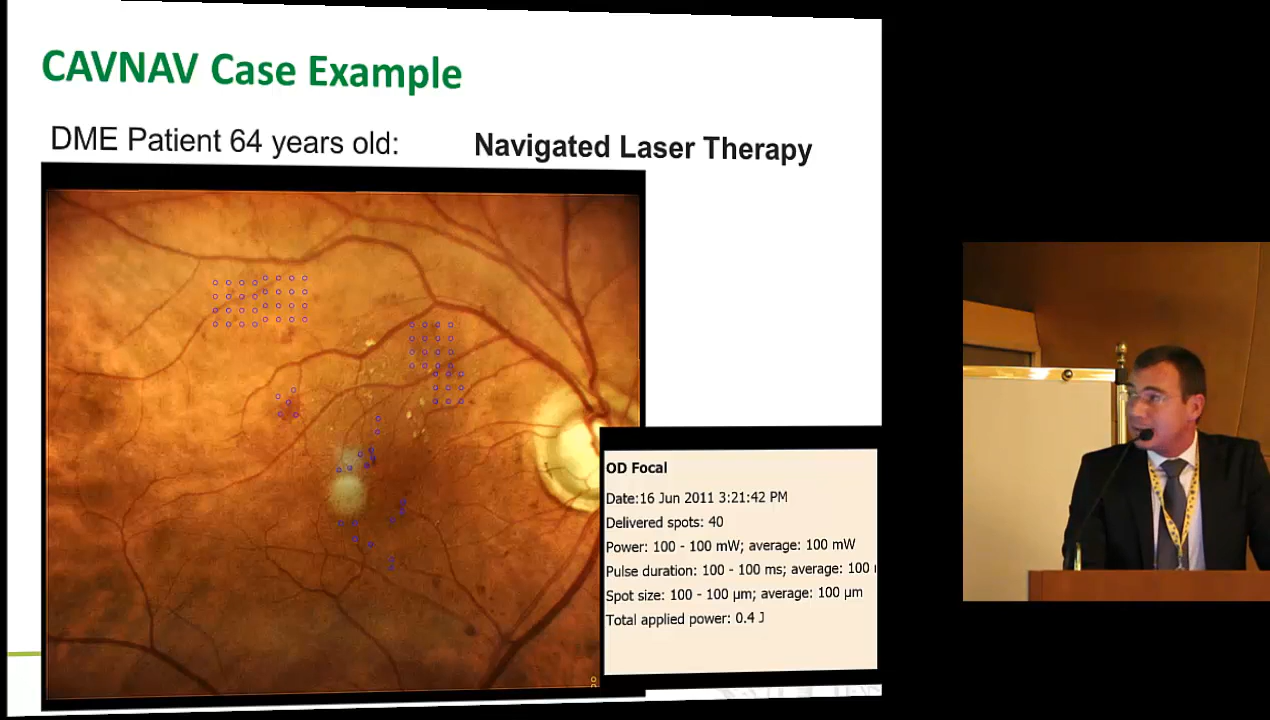 CAVNAV Case Example
DME Patient 64 years old:
Navigated Laser Therapy
OD Focal
Date:16 Jun 2011 3:21:42 PM
Delivered spots: 40
Power: 100 - 100 mW; average: 100 mW
Pulse duration: 100 - 100 ms; average: 100
Spot size: 100 - 100 µm; average: 100 µm
Total applied power: 0.4 J